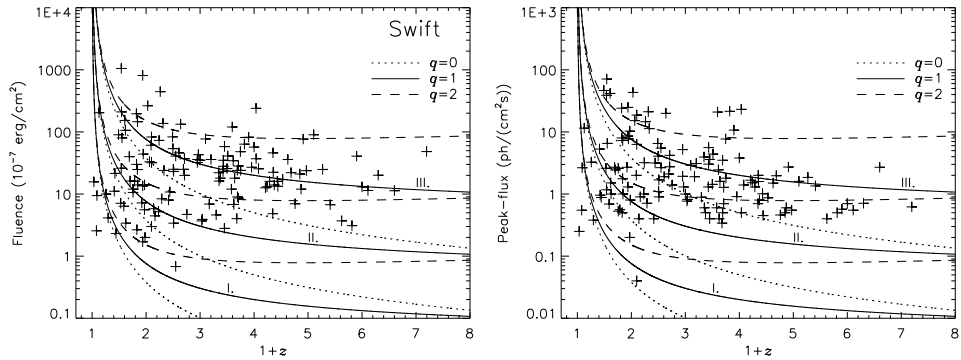 Swift
q=0
q=1
q=2
1E+4
1000
100
10
1
0.1
Fluence (10⁻⁷ erg/cm²)
III.
II.
I.
1 2 3 4 5 6 7 8
1+z
q=0
q=1
q=2
1E+3
100
10
1
0.1
0.01
Peak-flux (ph/(cm²s))
III.
II.
I.
1 2 3 4 5 6 7 8
1+z